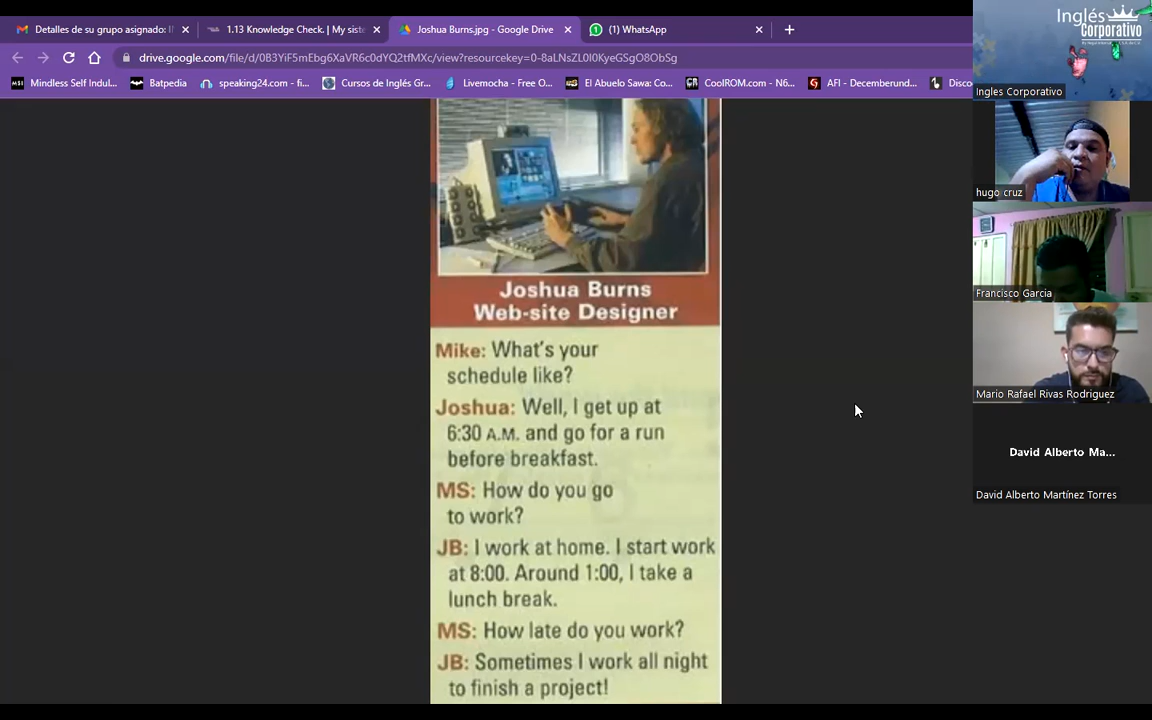 Detalles de su grupo asignado: I
1.13 Knowledge Check. | My sist
Joshua Burns.jpg - Google Drive
(1) WhatsApp
drive.google.com/file/d/0B3YiF5mEbg6XaVR6c0dYQ2tfMXc/view?resourcekey=0-8aLNsZL0I0KyeGSgO8ObSg
Mindless Self Indul...
Batpedia
speaking24.com - fi...
Cursos de Inglés Gr...
Livemocha - Free O...
El Abuelo Sawa: Co...
CoolROM.com - N6...
AFI - Decemberund...
Disco
Joshua Burns
Web-site Designer
Mike: What's your
schedule like?
Joshua: Well, I get up at
6:30 A.M. and go for a run
before breakfast.
MS: How do you go
to work?
JB: I work at home. I start work
at 8:00. Around 1:00, I take a
lunch break.
MS: How late do you work?
JB: Sometimes I work all night
to finish a project!
Inglés
Corporativo
Ingles Corporativo
hugo cruz
Francisco Garcia
Mario Rafael Rivas Rodriguez
David Alberto Ma...
David Alberto Martínez Torres